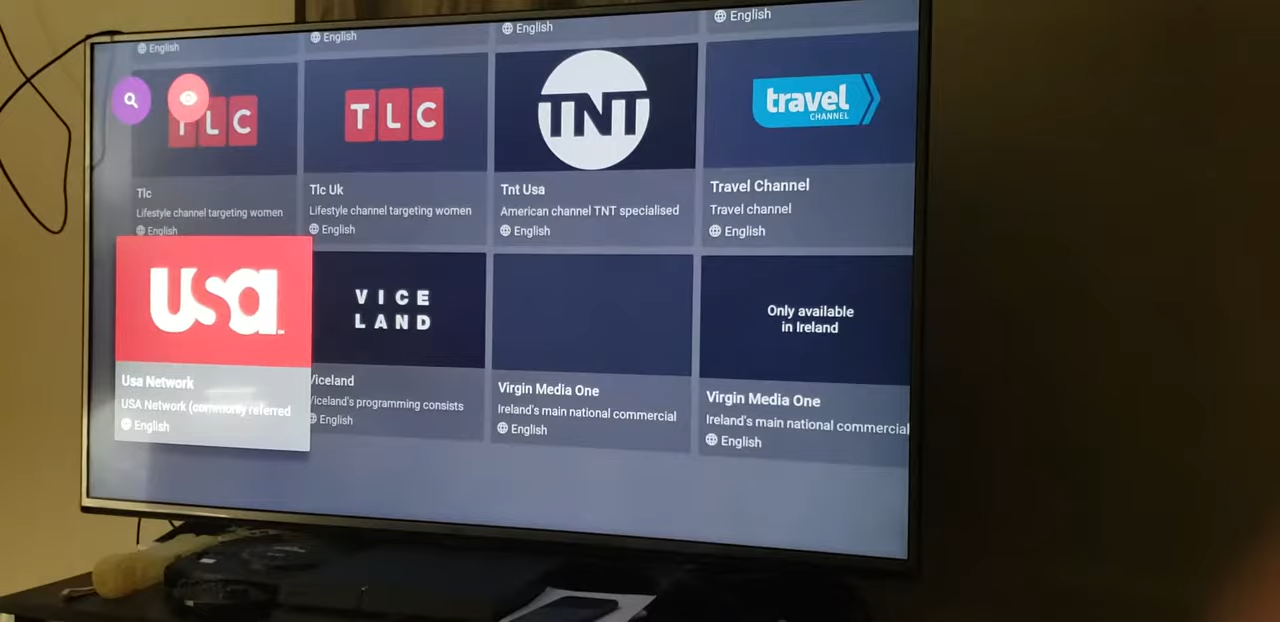 English
English
English
English
TLC
TLC
TNT
travel
CHANNEL
Tlc
Tlc Uk
Tnt Usa
Travel Channel
Lifestyle channel targeting women
Lifestyle channel targeting women
American channel TNT specialised
Travel channel
English
English
English
English
usa
VICE
LAND
Only available
in Ireland
Usa Network
Viceland
Virgin Media One
Virgin Media One
USA Network (commonly referred
Viceland's programming consists
Ireland's main national commercial
Ireland's main national commercial
English
English
English
English